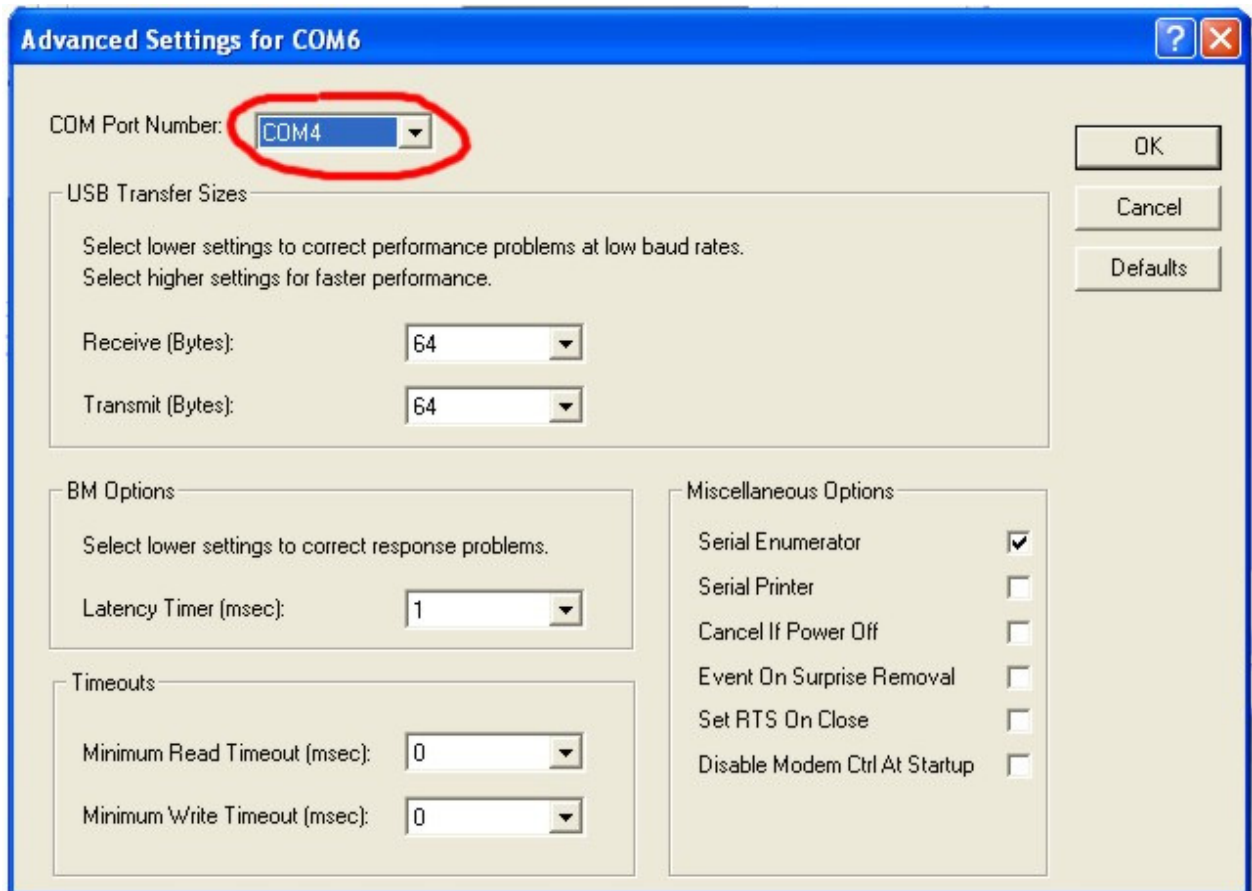 Advanced Settings for COM6
COM Port Number: COM4
OK
USB Transfer Sizes
Cancel
Select lower settings to correct performance problems at low baud rates.
Select higher settings for faster performance.
Defaults
Receive (Bytes): 64
Transmit (Bytes): 64
BM Options
Select lower settings to correct response problems.
Latency Timer (msec): 1
Timeouts
Minimum Read Timeout (msec): 0
Minimum Write Timeout (msec): 0
Miscellaneous Options
Serial Enumerator
Serial Printer
Cancel If Power Off
Event On Surprise Removal
Set RTS On Close
Disable Modem Ctrl At Startup